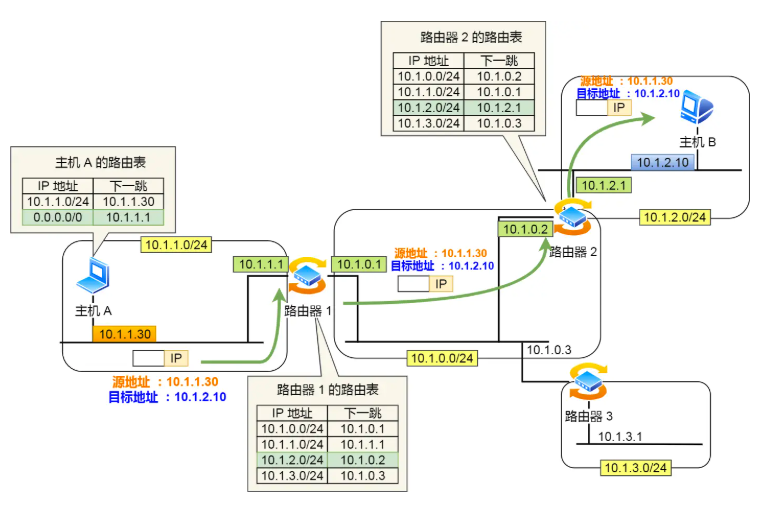 路由器 2 的路由表
IP 地址 下一跳
10.1.0.0/24 10.1.0.2
10.1.1.0/24 10.1.0.1
10.1.2.0/24 10.1.2.1
10.1.3.0/24 10.1.0.3
源地址 ：10.1.1.30
目标地址 ：10.1.2.10
IP
主机 B
10.1.2.10
10.1.2.1
10.1.2.0/24
主机 A 的路由表
IP 地址 下一跳
10.1.1.0/24 10.1.1.30
0.0.0.0/0 10.1.1.1
10.1.1.0/24
10.1.1.1
10.1.0.1
主机 A
路由器 1
10.1.1.30
IP
源地址 ：10.1.1.30
目标地址 ：10.1.2.10
源地址 ：10.1.1.30
目标地址 ：10.1.2.10
IP
10.1.0.2
路由器 2
10.1.0.0/24
10.1.0.3
路由器 1 的路由表
IP 地址 下一跳
10.1.0.0/24 10.1.0.1
10.1.1.0/24 10.1.1.1
10.1.2.0/24 10.1.0.2
10.1.3.0/24 10.1.0.3
路由器 3
10.1.3.1
10.1.3.0/24